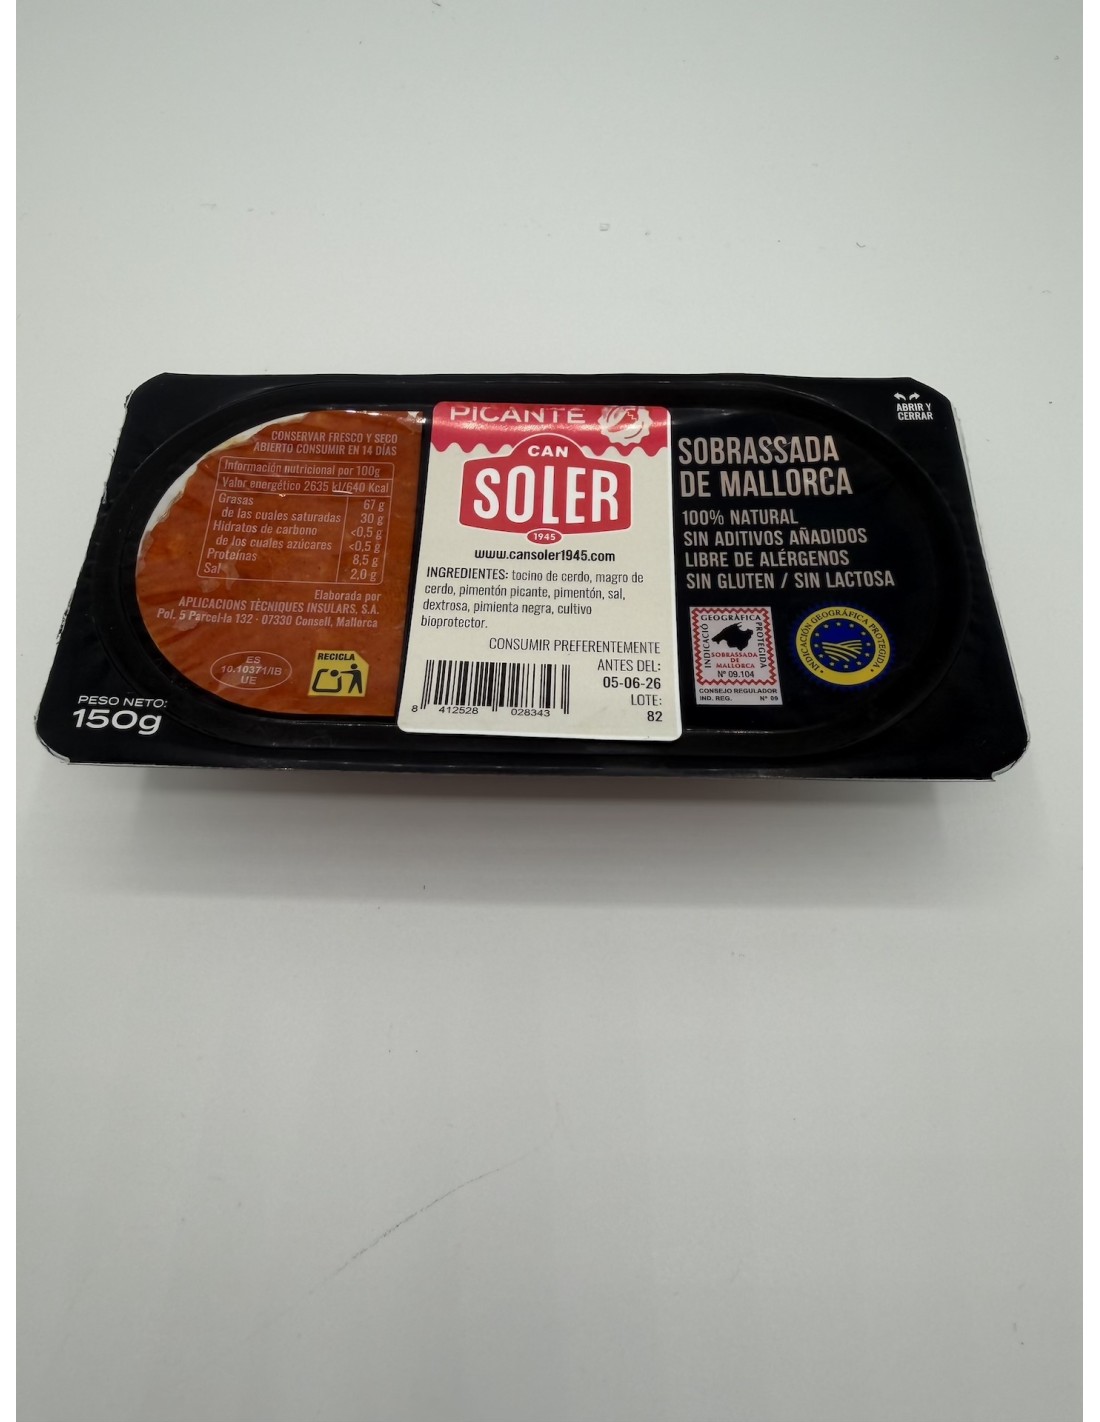 ABRIR Y
CERRAR
CONSERVAR FRESCO Y SECO
ABIERTO CONSUMIR EN 14 DÍAS
Información nutricional por 100g
Valor energético 2635 kJ/640 Kcal
Grasas 67 g
de las cuales saturadas 30 g
Hidratos de carbono <0,5 g
de los cuales azúcares <0,5 g
Proteínas 8,5 g
Sal 2,0 g
Elaborada por
APLICACIONS TÈCNIQUES INSULARS, S.A.
Pol. 5 Parcel·la 132 - 07330 Consell, Mallorca
ES
10.10371/IB
UE
RECICLA
PESO NETO:
150g
PICANTE
CAN
SOLER
1945
www.cansoler1945.com
INGREDIENTES: tocino de cerdo, magro de
cerdo, pimentón picante, pimentón, sal,
dextrosa, pimienta negra, cultivo
bioprotector.
CONSUMIR PREFERENTEMENTE
ANTES DEL:
05-06-26
LOTE:
82
8 412528 028343
SOBRASSADA
DE MALLORCA
100% NATURAL
SIN ADITIVOS AÑADIDOS
LIBRE DE ALÉRGENOS
SIN GLUTEN / SIN LACTOSA
INDICACIÓ GEOGRÀFICA PROTEGIDA
SOBRASSADA
DE
MALLORCA
Nº 09.104
CONSEJO REGULADOR
IND. REG. Nº 09
INDICACIÓN GEOGRÁFICA PROTEGIDA